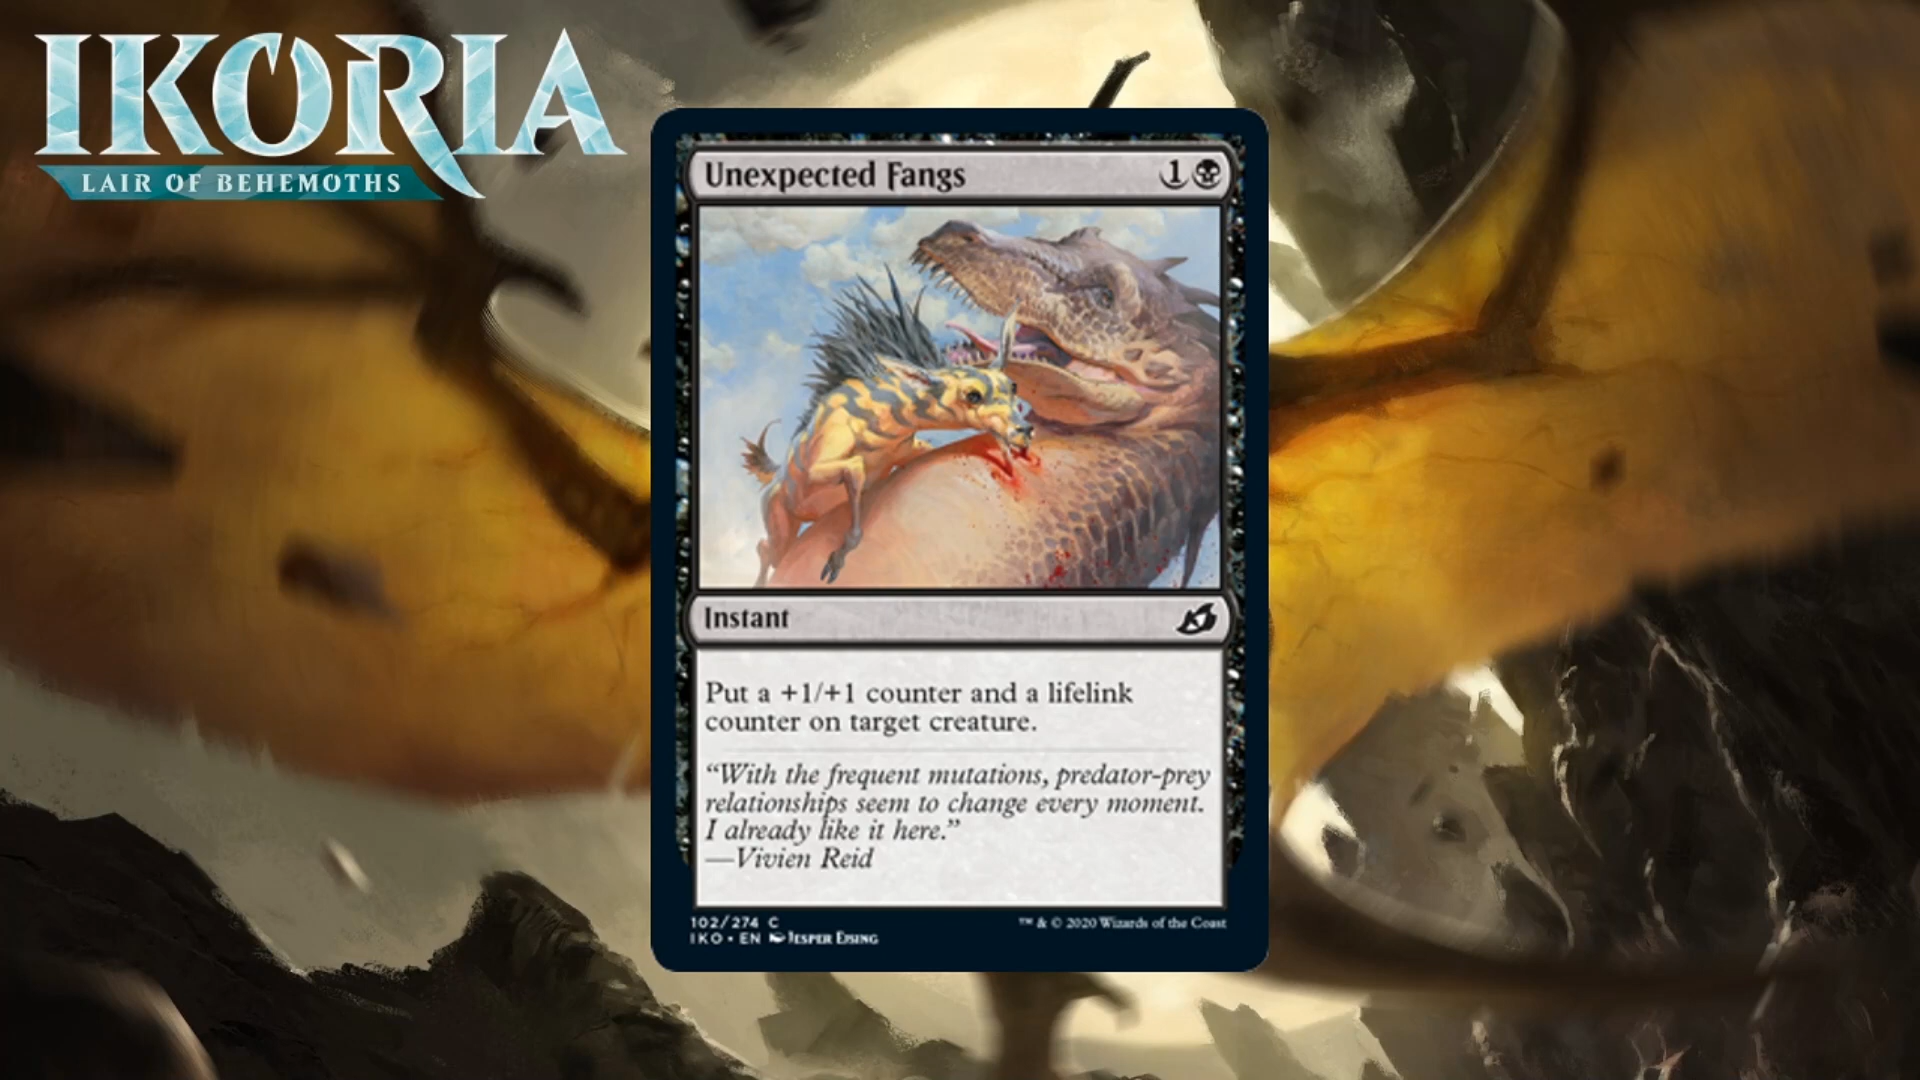 IKORIA
LAIR OF BEHEMOTHS
Unexpected Fangs 1
Instant
Put a +1/+1 counter and a lifelink
counter on target creature.
“With the frequent mutations, predator-prey
relationships seem to change every moment.
I already like it here.”
—Vivien Reid
102/274 C
™ & © 2020 Wizards of the Coast
IKO • EN Jesper Ejsing